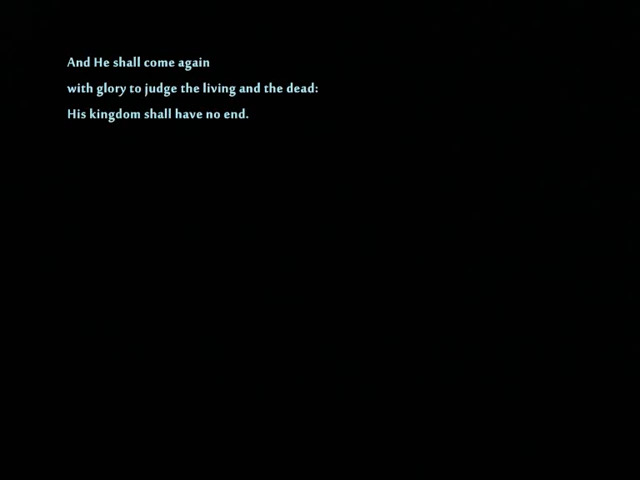 And He shall come again
with glory to judge the living and the dead:
His kingdom shall have no end.